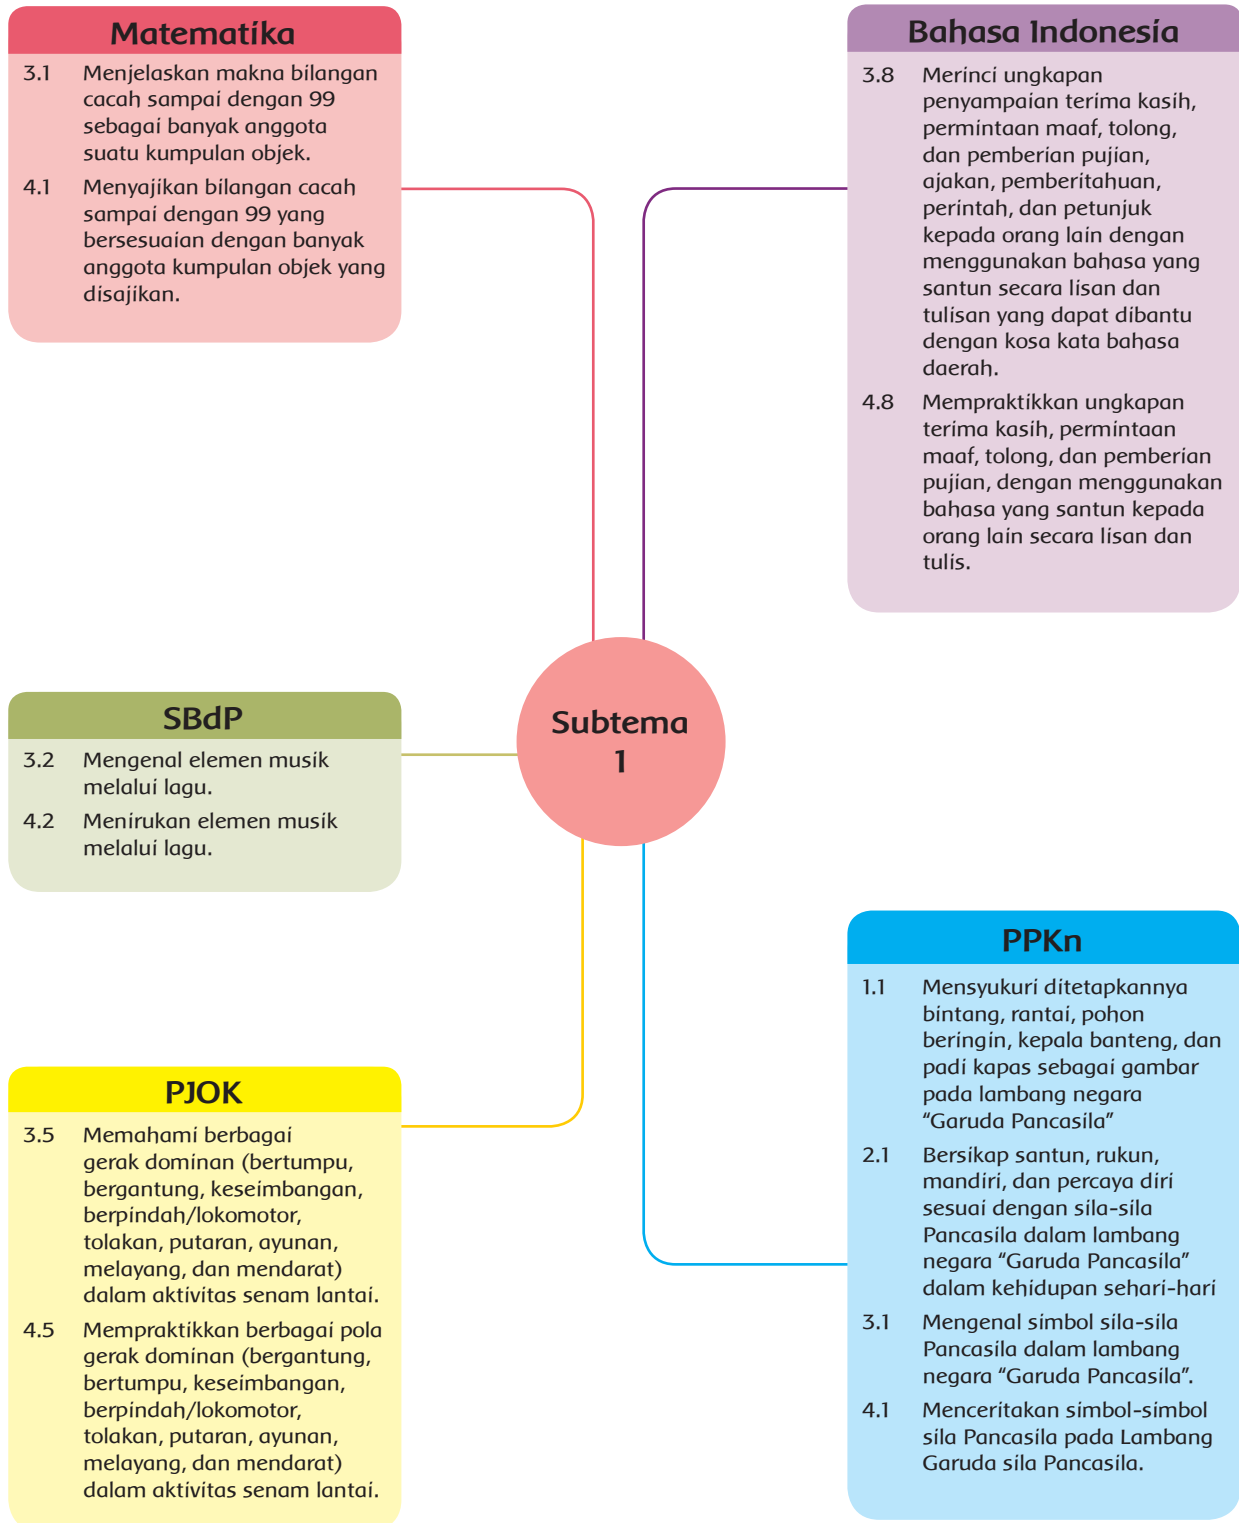 Matematika
3.1 Menjelaskan makna bilangan
cacah sampai dengan 99
sebagai banyak anggota
suatu kumpulan objek.
4.1 Menyajikan bilangan cacah
sampai dengan 99 yang
bersesuaian dengan banyak
anggota kumpulan objek yang
disajikan.
Bahasa Indonesia
3.8 Merinci ungkapan
penyampaian terima kasih,
permintaan maaf, tolong,
dan pemberian pujian,
ajakan, pemberitahuan,
perintah, dan petunjuk
kepada orang lain dengan
menggunakan bahasa yang
santun secara lisan dan
tulisan yang dapat dibantu
dengan kosa kata bahasa
daerah.
4.8 Mempraktikkan ungkapan
terima kasih, permintaan
maaf, tolong, dan pemberian
pujian, dengan menggunakan
bahasa yang santun kepada
orang lain secara lisan dan
tulis.
SBdP
3.2 Mengenal elemen musik
melalui lagu.
4.2 Menirukan elemen musik
melalui lagu.
Subtema
1
PJOK
3.5 Memahami berbagai
gerak dominan (bertumpu,
bergantung, keseimbangan,
berpindah/lokomotor,
tolakan, putaran, ayunan,
melayang, dan mendarat)
dalam aktivitas senam lantai.
4.5 Mempraktikkan berbagai pola
gerak dominan (bergantung,
bertumpu, keseimbangan,
berpindah/lokomotor,
tolakan, putaran, ayunan,
melayang, dan mendarat)
dalam aktivitas senam lantai.
PPKn
1.1 Mensyukuri ditetapkannya
bintang, rantai, pohon
beringin, kepala banteng, dan
padi kapas sebagai gambar
pada lambang negara
“Garuda Pancasila”
2.1 Bersikap santun, rukun,
mandiri, dan percaya diri
sesuai dengan sila-sila
Pancasila dalam lambang
negara “Garuda Pancasila”
dalam kehidupan sehari-hari
3.1 Mengenal simbol sila-sila
Pancasila dalam lambang
negara “Garuda Pancasila”.
4.1 Menceritakan simbol-simbol
sila Pancasila pada Lambang
Garuda sila Pancasila.